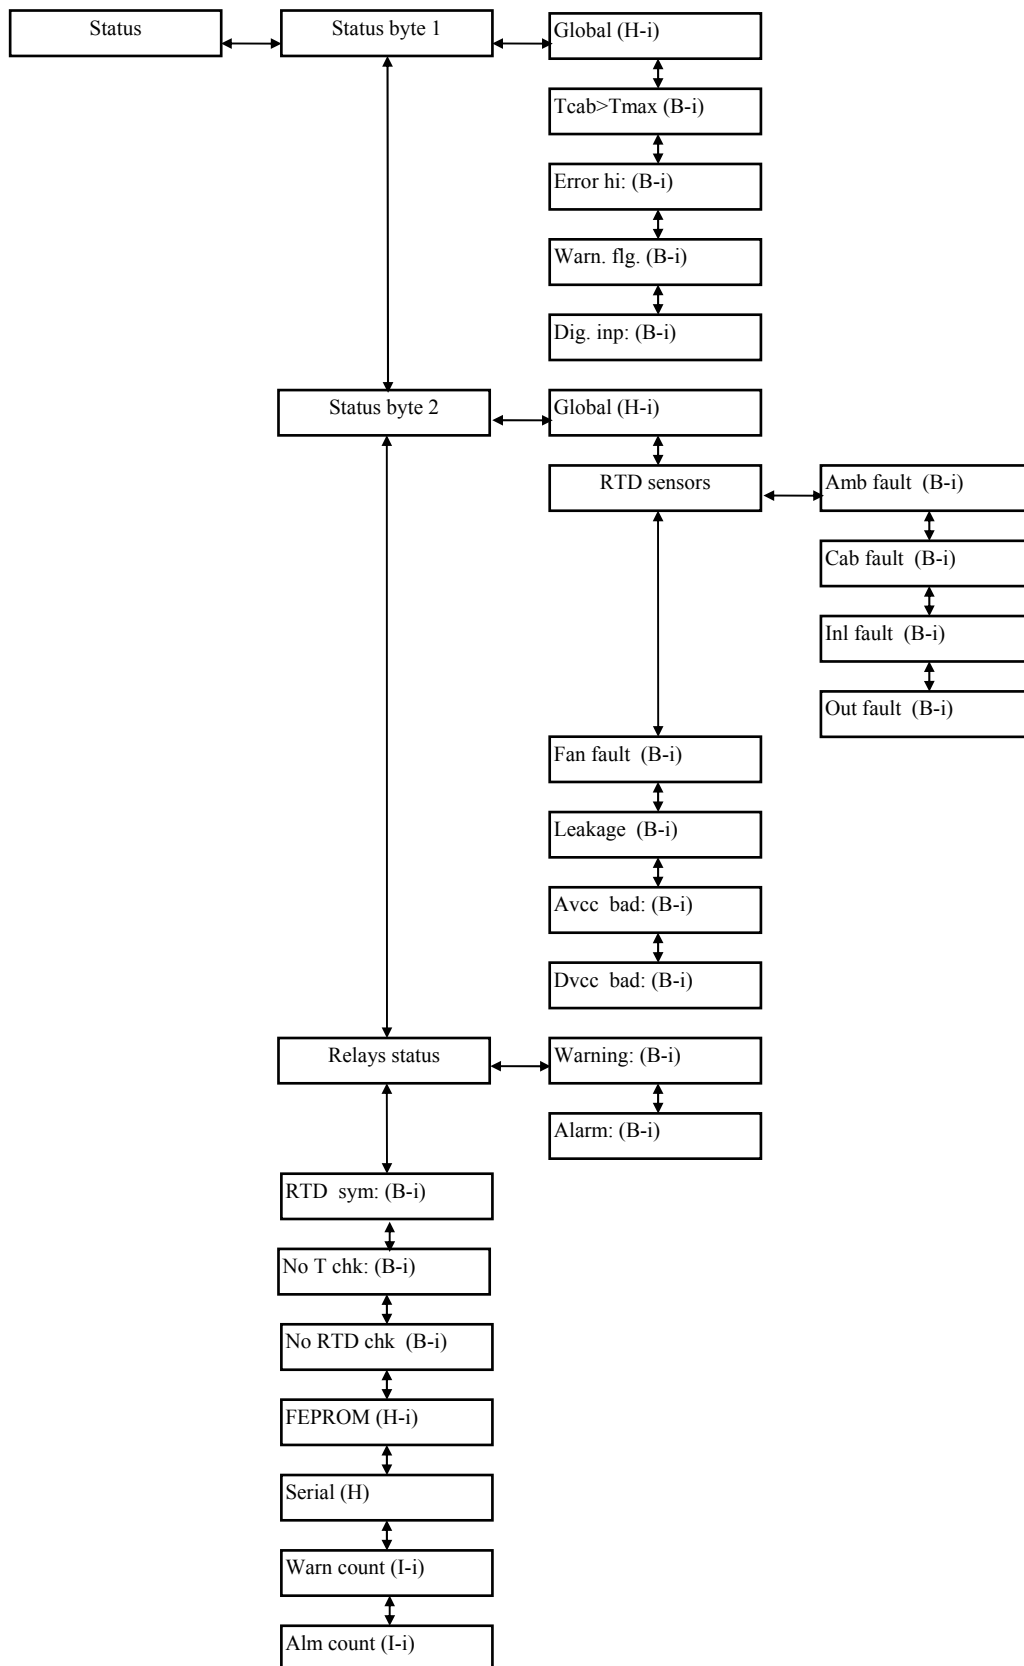 Status
Status byte 1
Global (H-i)
Tcab>Tmax (B-i)
Error hi: (B-i)
Warn. flg. (B-i)
Dig. inp: (B-i)
Status byte 2
Global (H-i)
RTD sensors
Amb fault  (B-i)
Cab fault  (B-i)
Inl fault  (B-i)
Out fault  (B-i)
Fan fault  (B-i)
Leakage  (B-i)
Avcc  bad: (B-i)
Dvcc  bad: (B-i)
Relays status
Warning: (B-i)
Alarm: (B-i)
RTD  sym: (B-i)
No T chk: (B-i)
No RTD chk  (B-i)
FEPROM (H-i)
Serial (H)
Warn count (I-i)
Alm count (I-i)